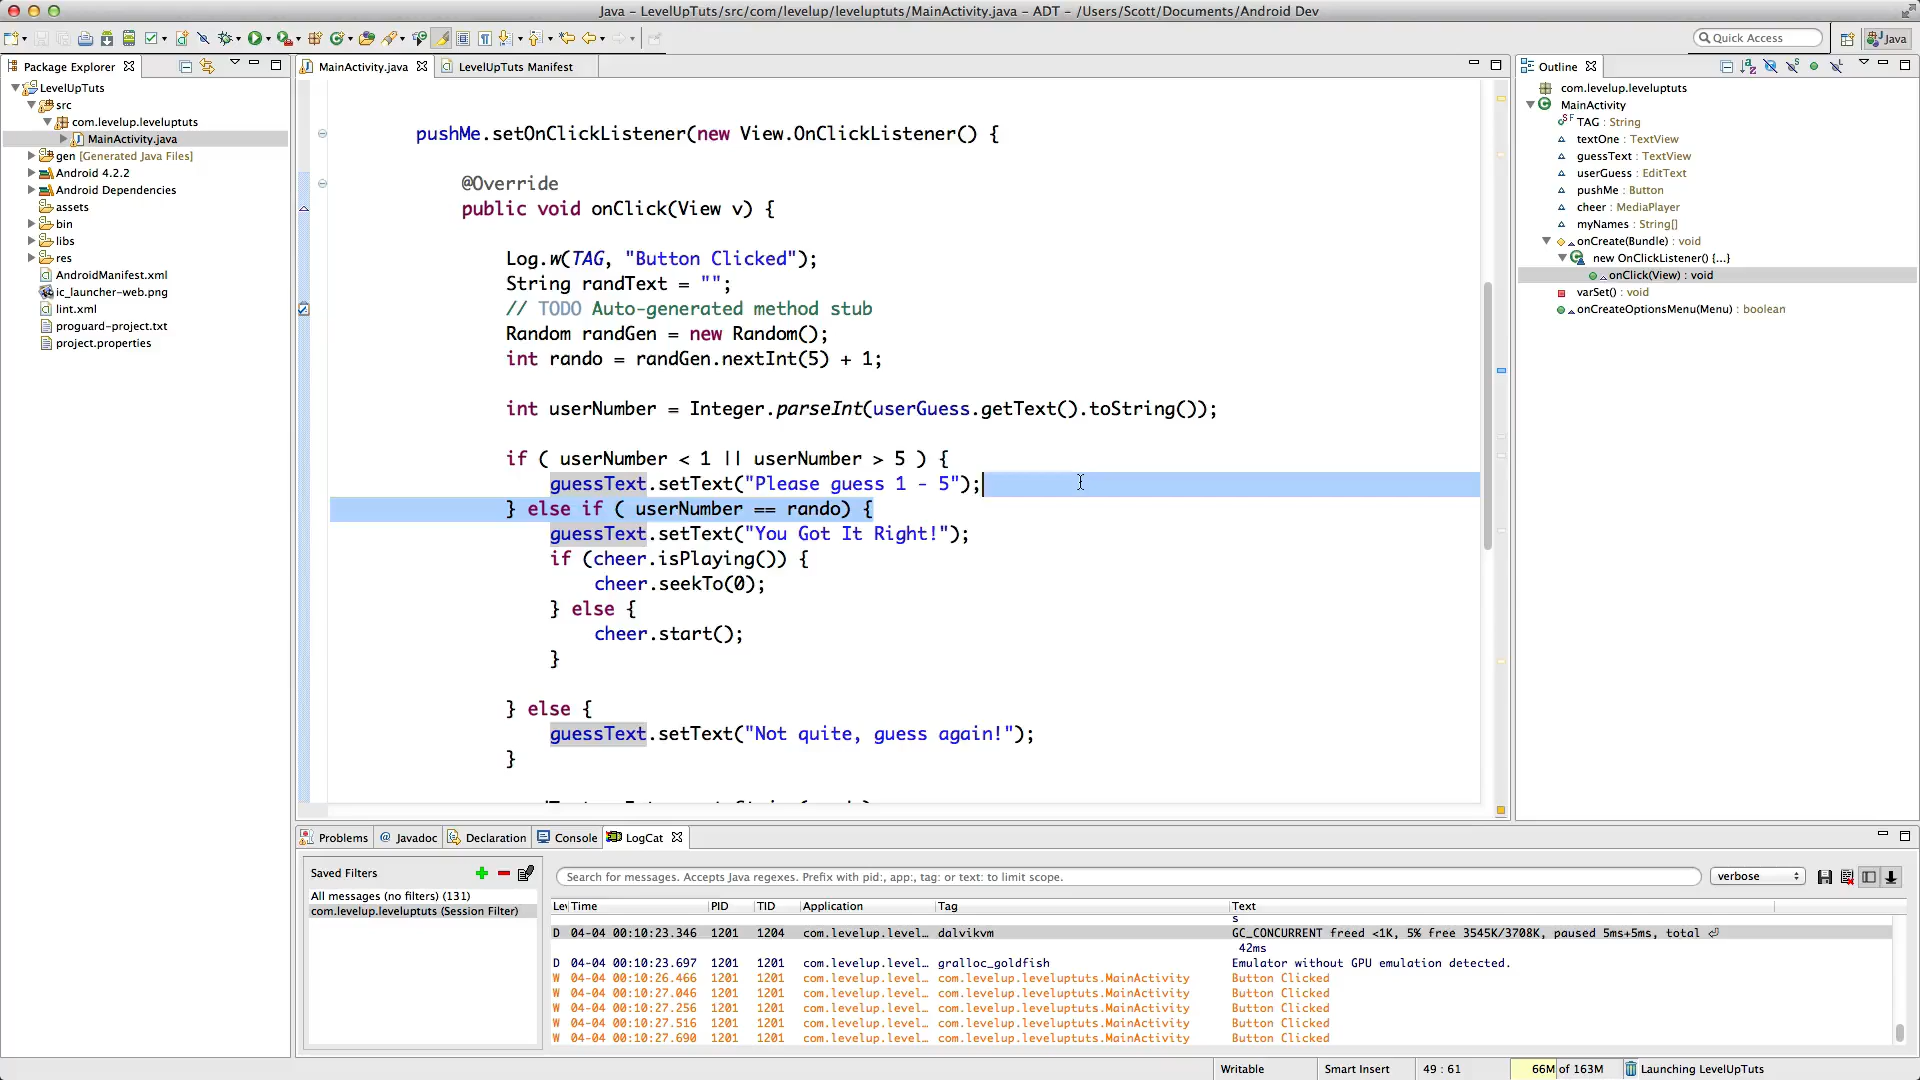 Java – LevelUpTuts/src/com/levelup/leveluptuts/MainActivity.java – ADT – /Users/Scott/Documents/Android Dev
Quick Access
Java
Package Explorer
LevelUpTuts
src
com.levelup.leveluptuts
MainActivity.java
gen [Generated Java Files]
Android 4.2.2
Android Dependencies
assets
bin
libs
res
AndroidManifest.xml
ic_launcher-web.png
lint.xml
proguard-project.txt
project.properties
MainActivity.java
LevelUpTuts Manifest
pushMe.setOnClickListener(new View.OnClickListener() {
@Override
public void onClick(View v) {
Log.w(TAG, "Button Clicked");
String randText = "";
// TODO Auto-generated method stub
Random randGen = new Random();
int rando = randGen.nextInt(5) + 1;
int userNumber = Integer.parseInt(userGuess.getText().toString());
if ( userNumber < 1 || userNumber > 5 ) {
guessText.setText("Please guess 1 - 5");
} else if ( userNumber == rando) {
guessText.setText("You Got It Right!");
if (cheer.isPlaying()) {
cheer.seekTo(0);
} else {
cheer.start();
}
} else {
guessText.setText("Not quite, guess again!");
}
Outline
com.levelup.leveluptuts
MainActivity
TAG : String
textOne : TextView
guessText : TextView
userGuess : EditText
pushMe : Button
cheer : MediaPlayer
myNames : String[]
onCreate(Bundle) : void
new OnClickListener() {...}
onClick(View) : void
varSet() : void
onCreateOptionsMenu(Menu) : boolean
Problems @ Javadoc Declaration Console LogCat
Saved Filters
All messages (no filters) (131)
com.levelup.leveluptuts (Session Filter)
Search for messages. Accepts Java regexes. Prefix with pid:, app:, tag: or text: to limit scope.
verbose
Time PID TID Application Tag Text
s
D 04-04 00:10:23.346 1201 1204 com.levelup.level... dalvikvm GC_CONCURRENT freed <1K, 5% free 3545K/3708K, paused 5ms+5ms, total
42ms
D 04-04 00:10:23.697 1201 1201 com.levelup.level... gralloc_goldfish Emulator without GPU emulation detected.
W 04-04 00:10:26.466 1201 1201 com.levelup.level... com.levelup.leveluptuts.MainActivity Button Clicked
W 04-04 00:10:27.046 1201 1201 com.levelup.level... com.levelup.leveluptuts.MainActivity Button Clicked
W 04-04 00:10:27.256 1201 1201 com.levelup.level... com.levelup.leveluptuts.MainActivity Button Clicked
W 04-04 00:10:27.516 1201 1201 com.levelup.level... com.levelup.leveluptuts.MainActivity Button Clicked
W 04-04 00:10:27.690 1201 1201 com.levelup.level... com.levelup.leveluptuts.MainActivity Button Clicked
Writable Smart Insert 49 : 61 66M of 163M Launching LevelUpTuts